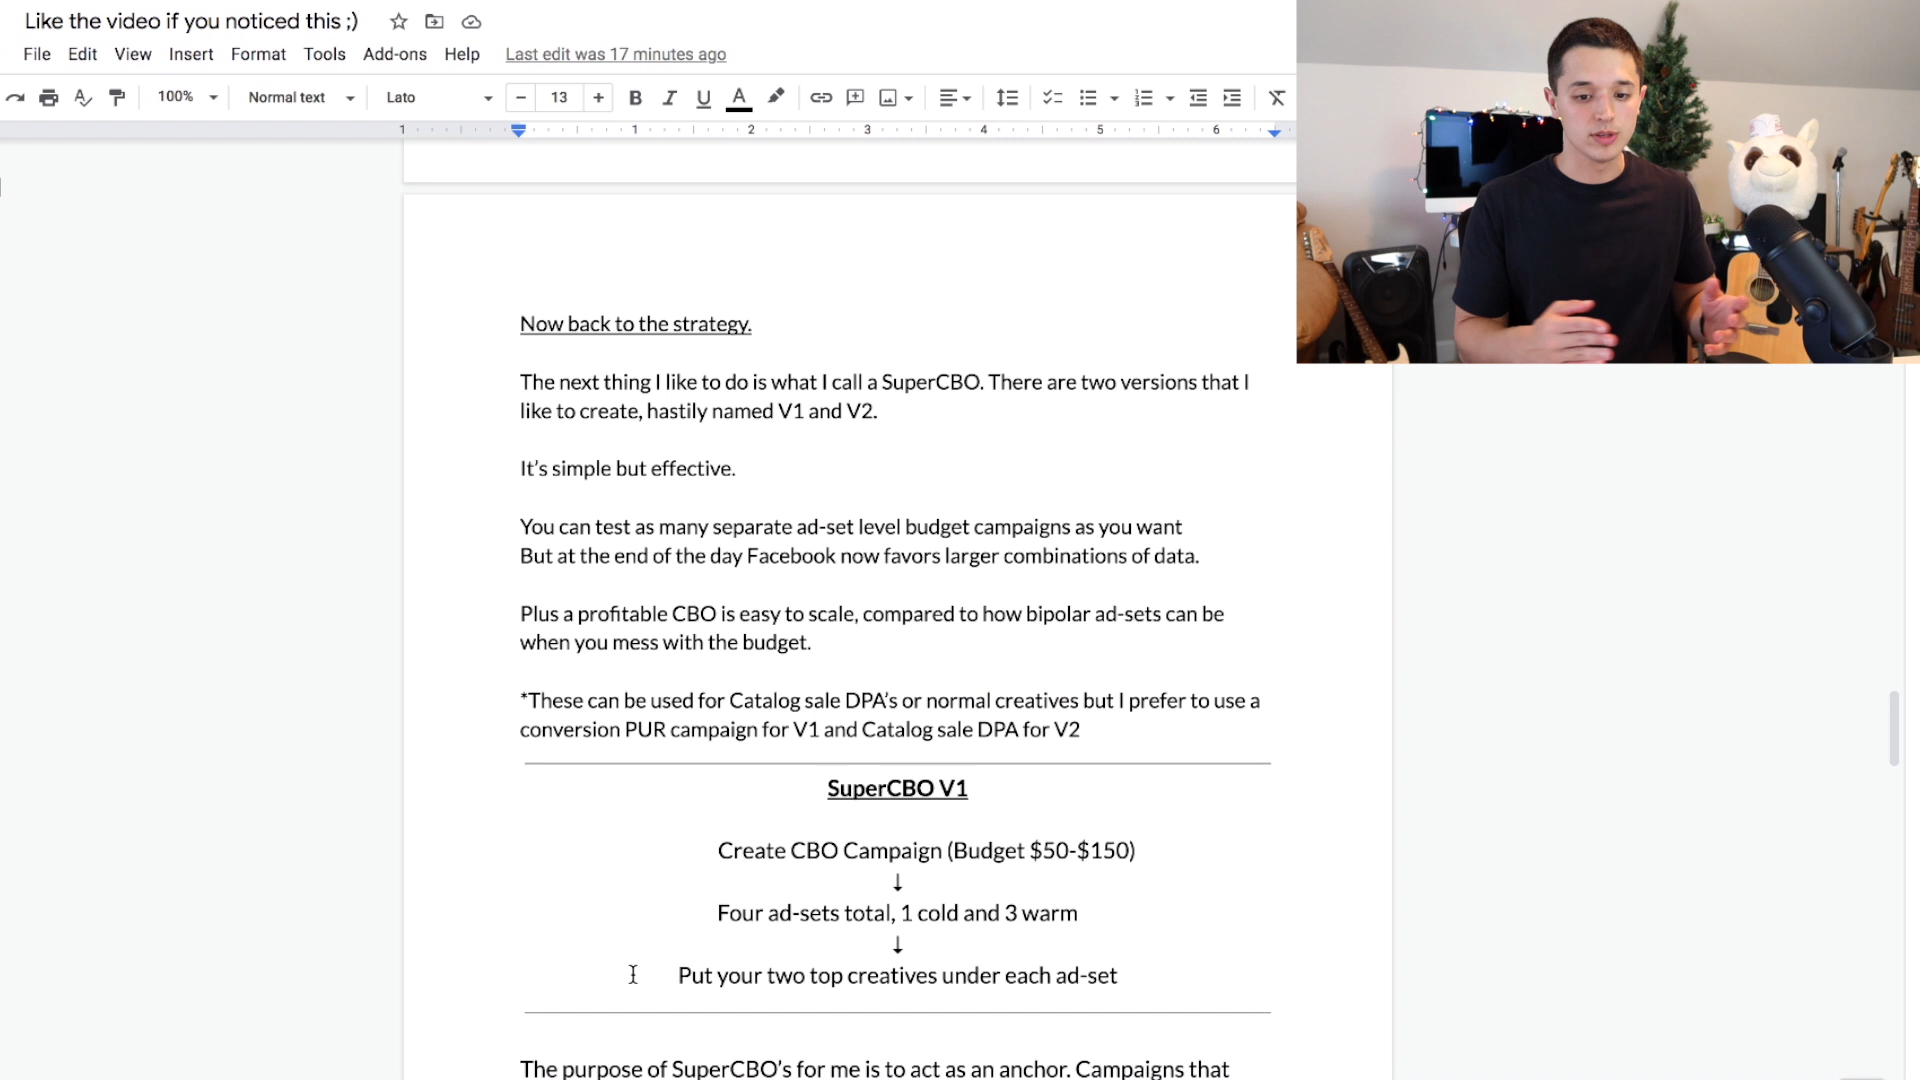 Like the video if you noticed this ;)
File Edit View Insert Format Tools Add-ons Help Last edit was 17 minutes ago
100% Normal text Lato 13 B I U A
1 1 2 3 4 5 6
Now back to the strategy.
The next thing I like to do is what I call a SuperCBO. There are two versions that I
like to create, hastily named V1 and V2.
It's simple but effective.
You can test as many separate ad-set level budget campaigns as you want
But at the end of the day Facebook now favors larger combinations of data.
Plus a profitable CBO is easy to scale, compared to how bipolar ad-sets can be
when you mess with the budget.
*These can be used for Catalog sale DPA's or normal creatives but I prefer to use a
conversion PUR campaign for V1 and Catalog sale DPA for V2
SuperCBO V1
Create CBO Campaign (Budget $50-$150)
↓
Four ad-sets total, 1 cold and 3 warm
↓
Put your two top creatives under each ad-set
The purpose of SuperCBO's for me is to act as an anchor. Campaigns that